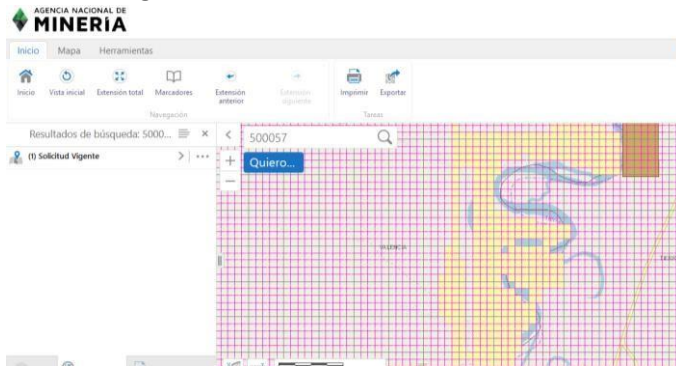 AGENCIA NACIONAL DE
MINERÍA
Inicio Mapa Herramientas
Inicio Vista inicial Extensión total Marcadores Extensión anterior Extensión siguiente Imprimir Exportar
Navegación Tareas
Resultados de búsqueda: 5000...
500057
(1) Solicitud Vigente
Quiero...
VALENCIA